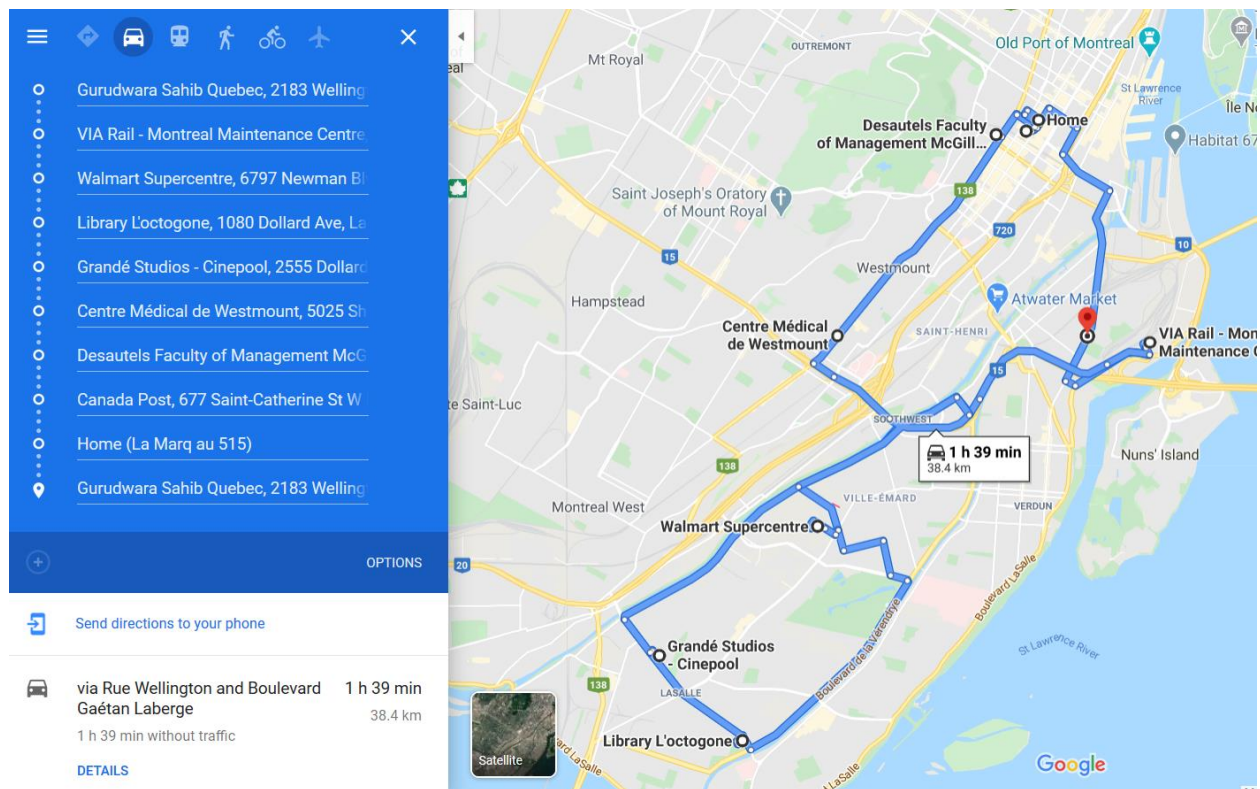 Gurudwara Sahib Quebec, 2183 Welling
VIA Rail - Montreal Maintenance Centre,
Walmart Supercentre, 6797 Newman Bl
Library L'octogone, 1080 Dollard Ave, La
Grandé Studios - Cinepool, 2555 Dollard
Centre Médical de Westmount, 5025 Sh
Desautels Faculty of Management McG
Canada Post, 677 Saint-Catherine St W
Home (La Marq au 515)
Gurudwara Sahib Quebec, 2183 Welling
OPTIONS
Send directions to your phone
via Rue Wellington and Boulevard
Gaétan Laberge
1 h 39 min
38.4 km
1 h 39 min without traffic
DETAILS
eal
Mt Royal
OUTREMONT
Old Port of Montreal
St Lawrence
River
Île No
Habitat 67
Desautels Faculty
of Management McGill...
Home
Saint Joseph's Oratory
of Mount Royal
138
720
10
15
Westmount
Hampstead
Atwater Market
Centre Médical
de Westmount
SAINT-HENRI
VIA Rail - Mon
Maintenance C
15
te Saint-Luc
SOUTHWEST
1 h 39 min
38.4 km
Nuns' Island
138
Montreal West
VILLE-ÉMARD
VERDUN
Walmart Supercentre
20
Boulevard LaSalle
Boulevard de la Vérendrye
St Lawrence River
Grandé Studios
- Cinepool
138
LASALLE
Library L'octogone
LaSalle
Satellite
Google